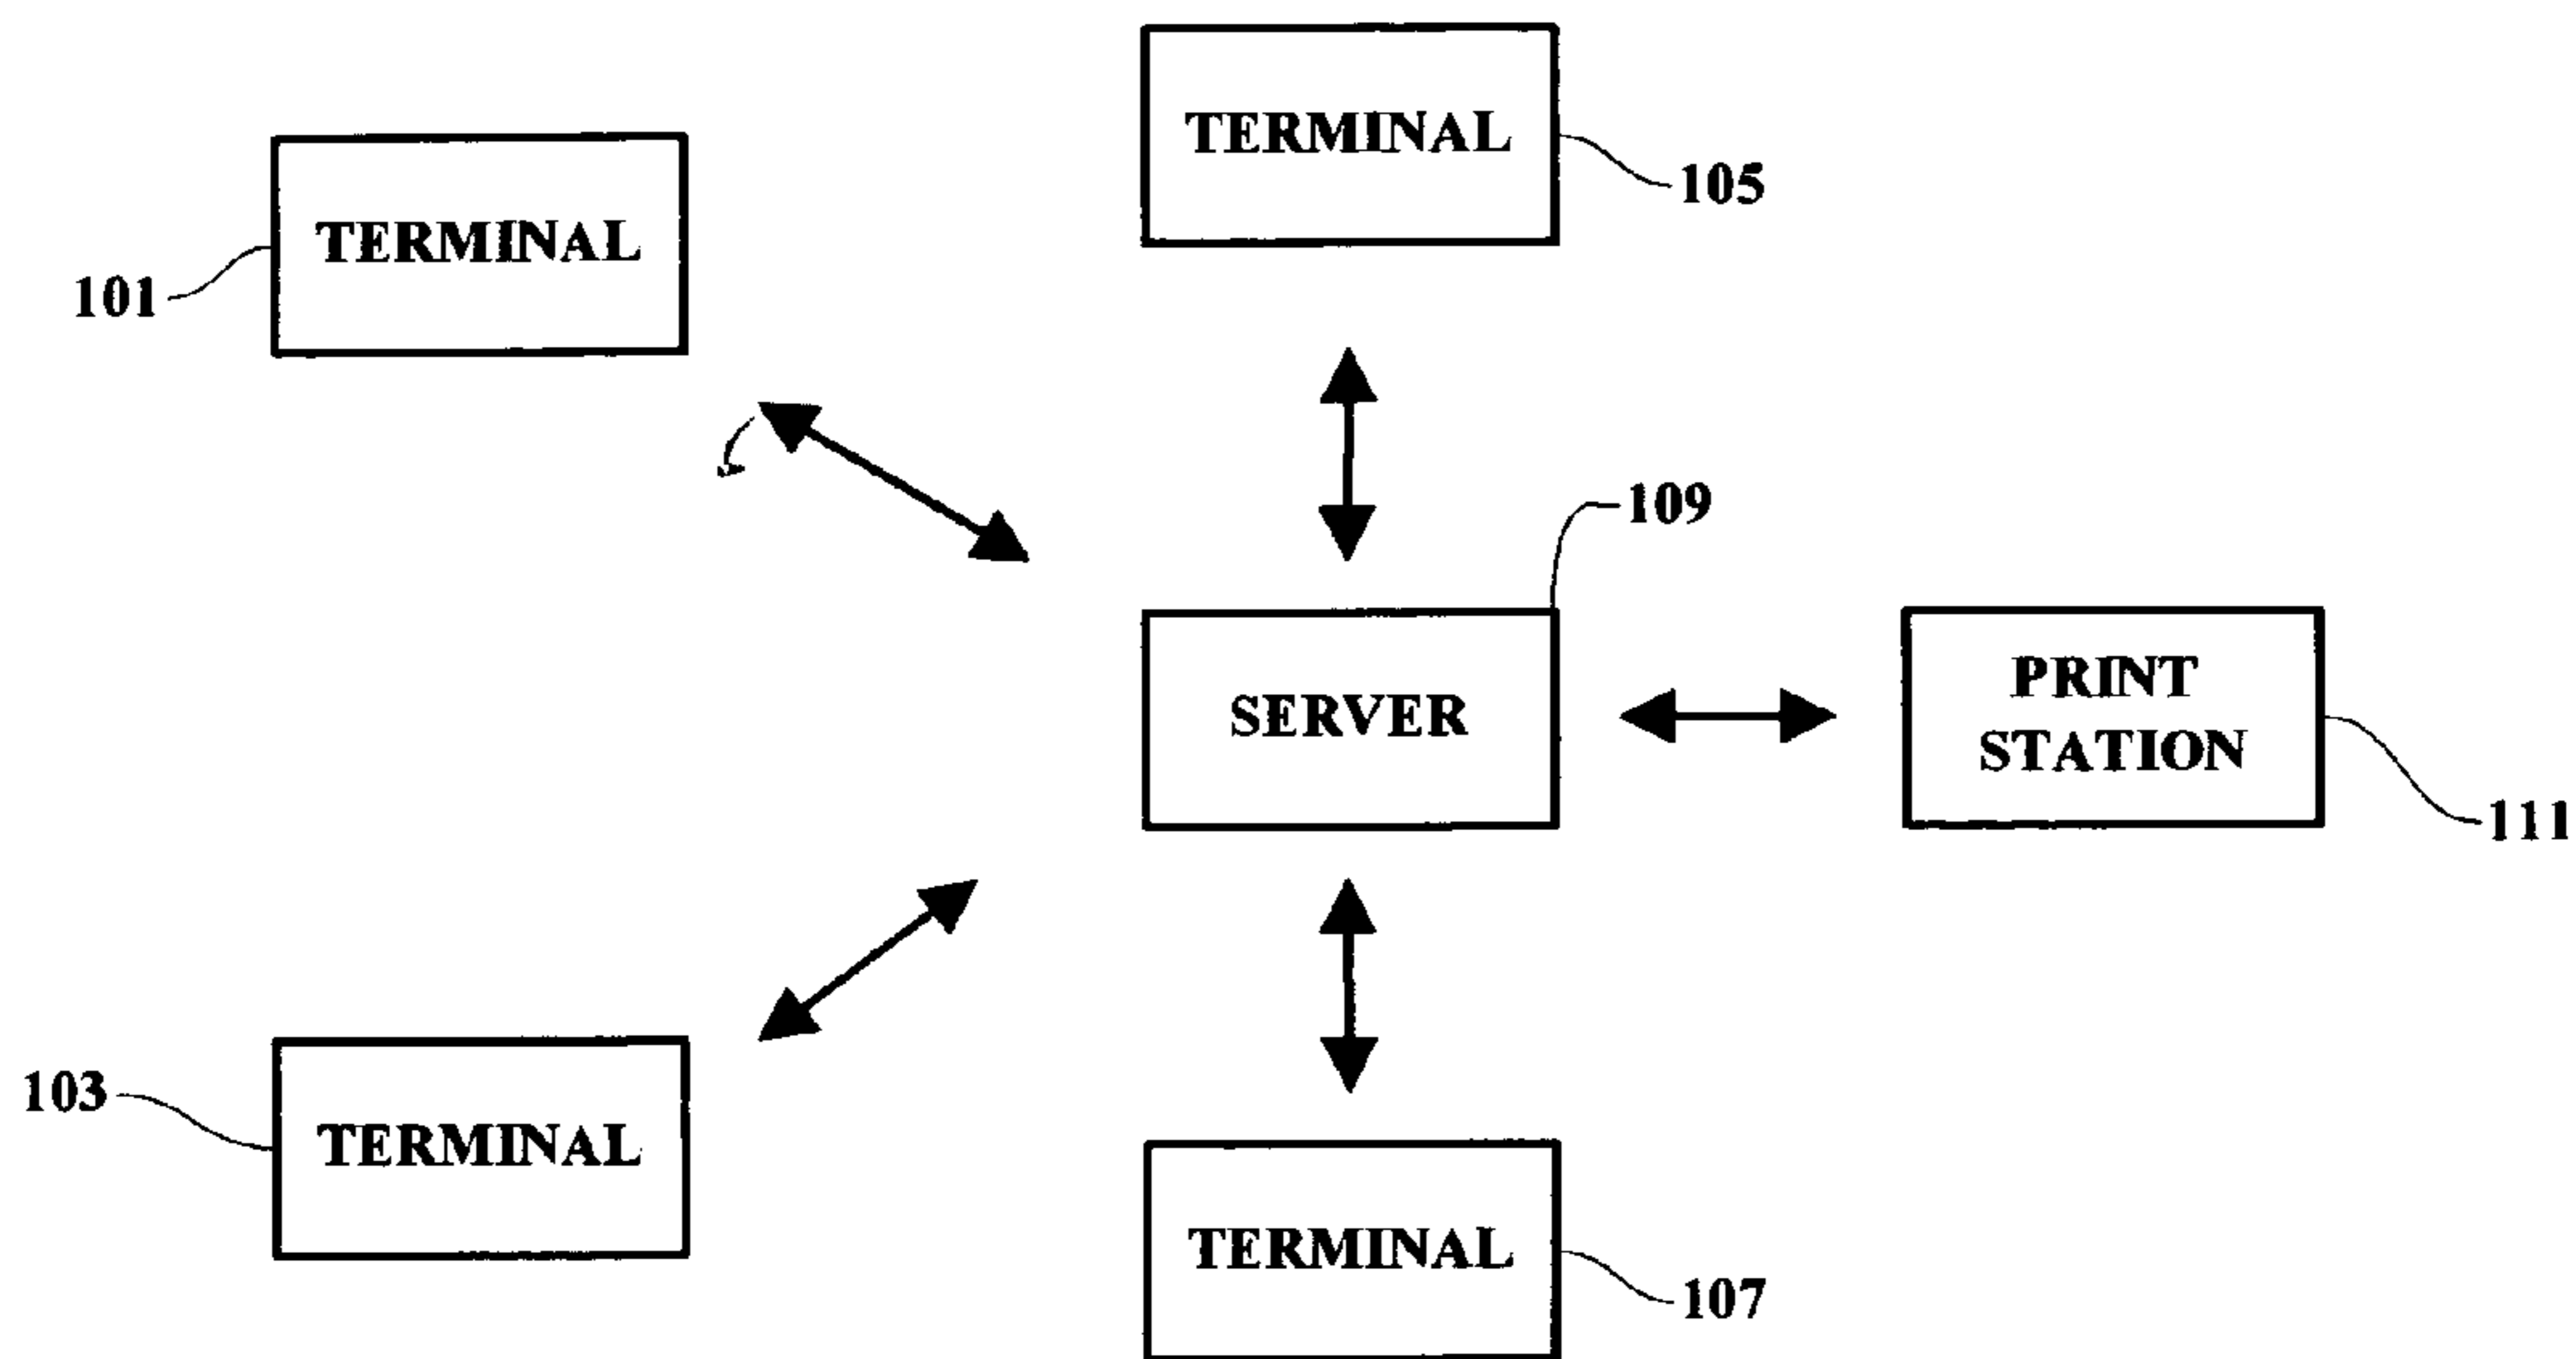 TERMINAL
105
TERMINAL
101
109
SERVER
PRINT
STATION
111
103
TERMINAL
TERMINAL
107